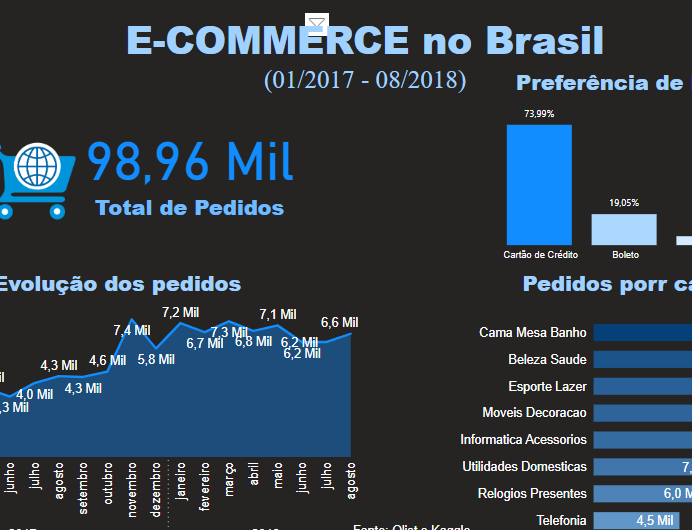 E-COMMERCE no Brasil
(01/2017 - 08/2018)
Preferência de
73,99%
98,96 Mil
Total de Pedidos
19,05%
Cartão de Crédito
Boleto
Evolução dos pedidos
Pedidos porr ca
7,2 Mil
7,1 Mil
7,4 Mil
6,7 Mil
7,3 Mil
6,8 Mil
6,2 Mil
6,2 Mil
6,6 Mil
4,6 Mil
5,8 Mil
4,3 Mil
4,3 Mil
4,0 Mil
,3 Mil
junho
julho
agosto
setembro
outubro
novembro
dezembro
janeiro
fevereiro
março
abril
maio
junho
julho
agosto
Cama Mesa Banho
Beleza Saude
Esporte Lazer
Moveis Decoracao
Informatica Acessorios
Utilidades Domesticas
7,
Relogios Presentes
6,0 M
Telefonia
4,5 Mil
Fonte: Olist e Kaggle